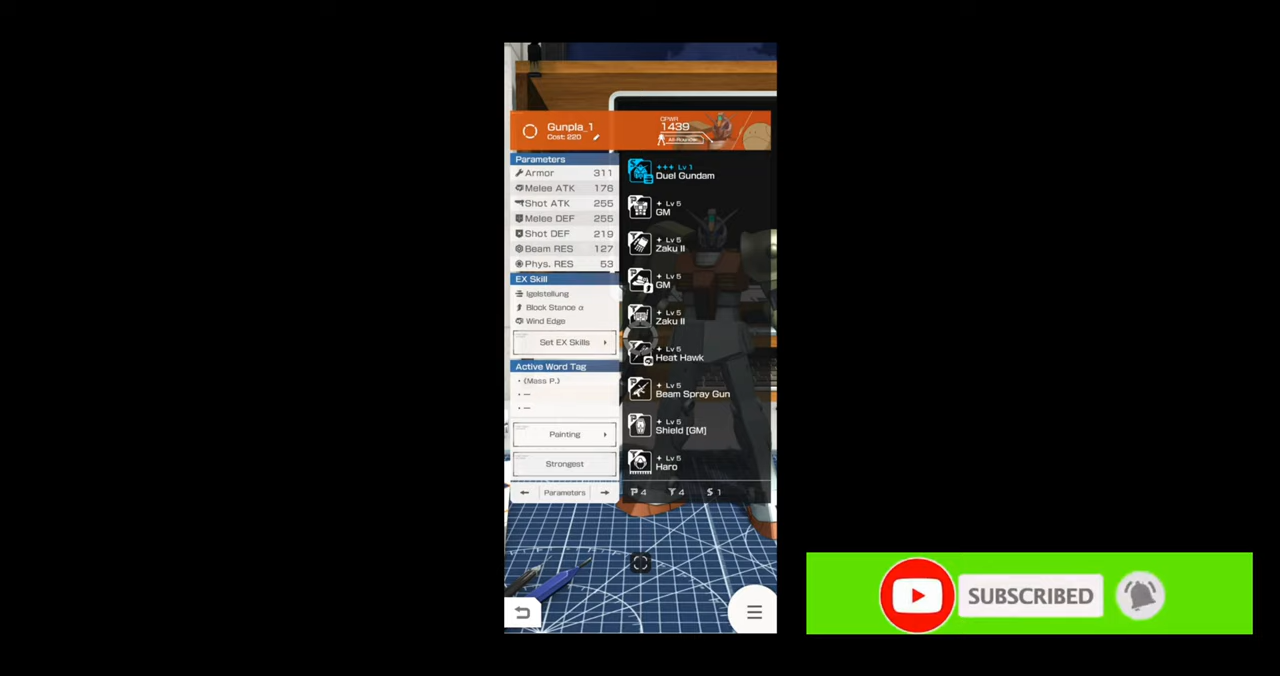 Gunpla_1
Cost: 220
OPWR
1439
All Rounder
Parameters
Armor 311
Melee ATK 176
Shot ATK 255
Melee DEF 255
Shot DEF 219
Beam RES 127
Phys. RES 53
EX Skill
Igelstellung
Block Stance α
Wind Edge
Set EX Skills
Active Word Tag
・(Mass P.)
・—
・—
Painting
Strongest
Parameters
+++ Lv 1
Duel Gundam
+ Lv 5
GM
+ Lv 5
Zaku II
+ Lv 5
GM
+ Lv 5
Zaku II
+ Lv 5
Heat Hawk
+ Lv 5
Beam Spray Gun
+ Lv 5
Shield [GM]
+ Lv 5
Haro
P 4 T 4 S 1
SUBSCRIBED